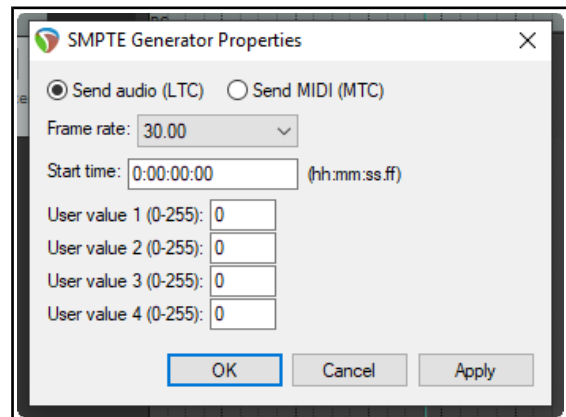 SMPTE Generator Properties
Send audio (LTC) Send MIDI (MTC)
Frame rate: 30.00
Start time: 0:00:00:00 (hh:mm:ss.ff)
User value 1 (0-255): 0
User value 2 (0-255): 0
User value 3 (0-255): 0
User value 4 (0-255): 0
OK Cancel Apply